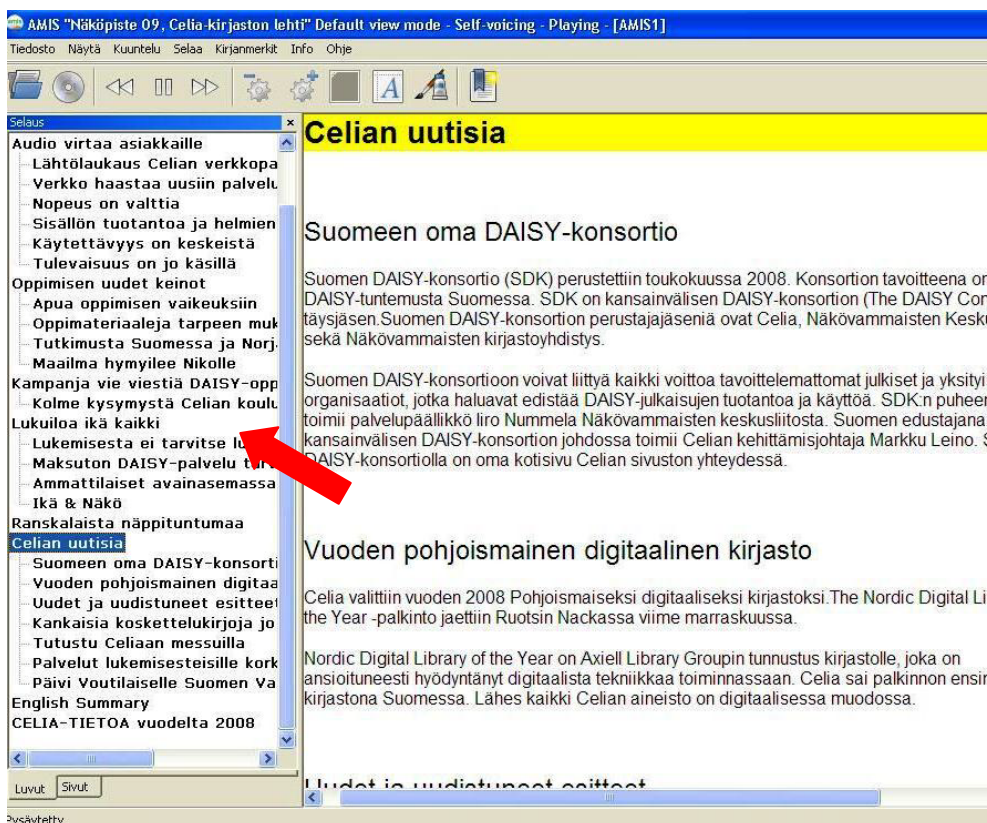 AMIS "Näköpiste 09, Celia-kirjaston lehti" Default view mode - Self-voicing - Playing - [AMIS1]
Tiedosto Näytä Kuuntelu Selaa Kirjanmerkit Info Ohje
Selaus
Audio virtaa asiakkaille
Lähtölaukaus Celian verkkopa
Verkko haastaa uusiin palvelu
Nopeus on valttia
Sisällön tuotantoa ja helmien
Käytettävyys on keskeistä
Tulevaisuus on jo käsillä
Oppimisen uudet keinot
Apua oppimisen vaikeuksiin
Oppimateriaaleja tarpeen muk
Tutkimusta Suomessa ja Norj
Maailma hymyilee Nikolle
Kampanja vie viestiä DAISY-opp
Kolme kysymystä Celian koulu
Lukuiloa ikä kaikki
Lukemisesta ei tarvitse lu
Maksuton DAISY-palvelu
Ammattilaiset avainasemassa
Ikä & Näkö
Ranskalaista näppituntumaa
Celian uutisia
Suomeen oma DAISY-konsorti
Vuoden pohjoismainen digitaa
Uudet ja uudistuneet esitteet
Kankaisia koskettelukirjoja jo
Tutustu Celiaan messuilla
Palvelut lukemisesteisille kork
Päivi Voutilaiselle Suomen Va
English Summary
CELIA-TIETOA vuodelta 2008
Luvut Sivut
Pysäytetty
Celian uutisia
Suomeen oma DAISY-konsortio
Suomen DAISY-konsortio (SDK) perustettiin toukokuussa 2008. Konsortion tavoitteena on
DAISY-tuntemusta Suomessa. SDK on kansainvälisen DAISY-konsortion (The DAISY Con
täysjäsen.Suomen DAISY-konsortion perustajajäseniä ovat Celia, Näkövammaisten Kesku
sekä Näkövammaisten kirjastoyhdistys.
Suomen DAISY-konsortioon voivat liittyä kaikki voittoa tavoittelemattomat julkiset ja yksityi
organisaatiot, jotka haluavat edistää DAISY-julkaisujen tuotantoa ja käyttöä. SDK:n puheen
toimii palvelupäällikkö Iiro Nummela Näkövammaisten keskusliitosta. Suomen edustajana
kansainvälisen DAISY-konsortion johdossa toimii Celian kehittämisjohtaja Markku Leino. S
DAISY-konsortiolla on oma kotisivu Celian sivuston yhteydessä.
Vuoden pohjoismainen digitaalinen kirjasto
Celia valittiin vuoden 2008 Pohjoismaiseksi digitaaliseksi kirjastoksi.The Nordic Digital Li
the Year -palkinto jaettiin Ruotsin Nackassa viime marraskuussa.
Nordic Digital Library of the Year on Axiell Library Groupin tunnustus kirjastolle, joka on
ansioituneesti hyödyntänyt digitaalista tekniikkaa toiminnassaan. Celia sai palkinnon ensim
kirjastona Suomessa. Lähes kaikki Celian aineisto on digitaalisessa muodossa.
Uudet ja uudistuneet esitteet